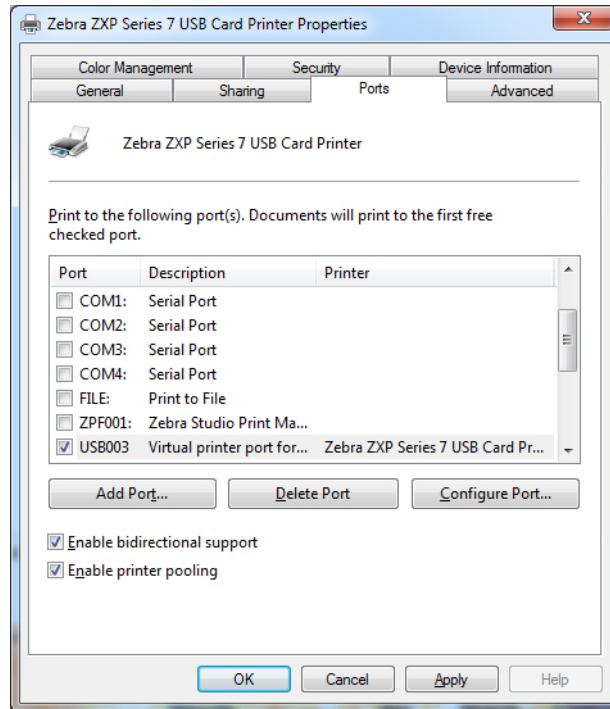 Zebra ZXP Series 7 USB Card Printer Properties
Color Management Security Device Information
General Sharing Ports Advanced
Zebra ZXP Series 7 USB Card Printer
Print to the following port(s). Documents will print to the first free
checked port.
Port Description Printer
COM1: Serial Port
COM2: Serial Port
COM3: Serial Port
COM4: Serial Port
FILE: Print to File
ZPF001: Zebra Studio Print Ma...
USB003 Virtual printer port for... Zebra ZXP Series 7 USB Card Pr...
Add Port... Delete Port Configure Port...
Enable bidirectional support
Enable printer pooling
OK Cancel Apply Help